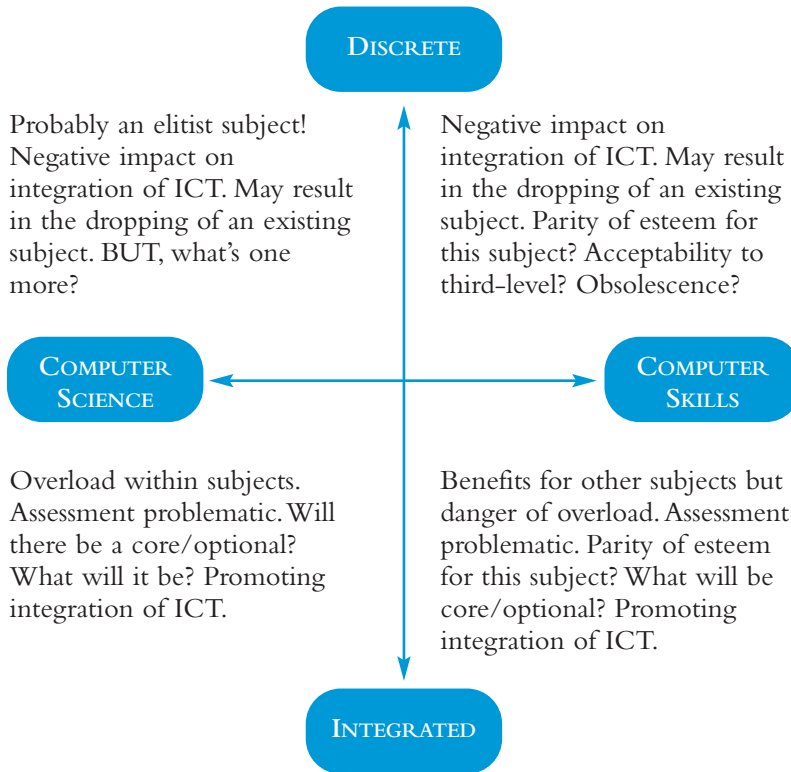 DISCRETE
Probably an elitist subject!
Negative impact on
integration of ICT. May result
in the dropping of an existing
subject. BUT, what’s one
more?
Negative impact on
integration of ICT. May result
in the dropping of an existing
subject. Parity of esteem for
this subject? Acceptability to
third-level? Obsolescence?
COMPUTER
SCIENCE
COMPUTER
SKILLS
Overload within subjects.
Assessment problematic. Will
there be a core/optional?
What will it be? Promoting
integration of ICT.
Benefits for other subjects but
danger of overload. Assessment
problematic. Parity of esteem
for this subject? What will be
core/optional? Promoting
integration of ICT.
INTEGRATED